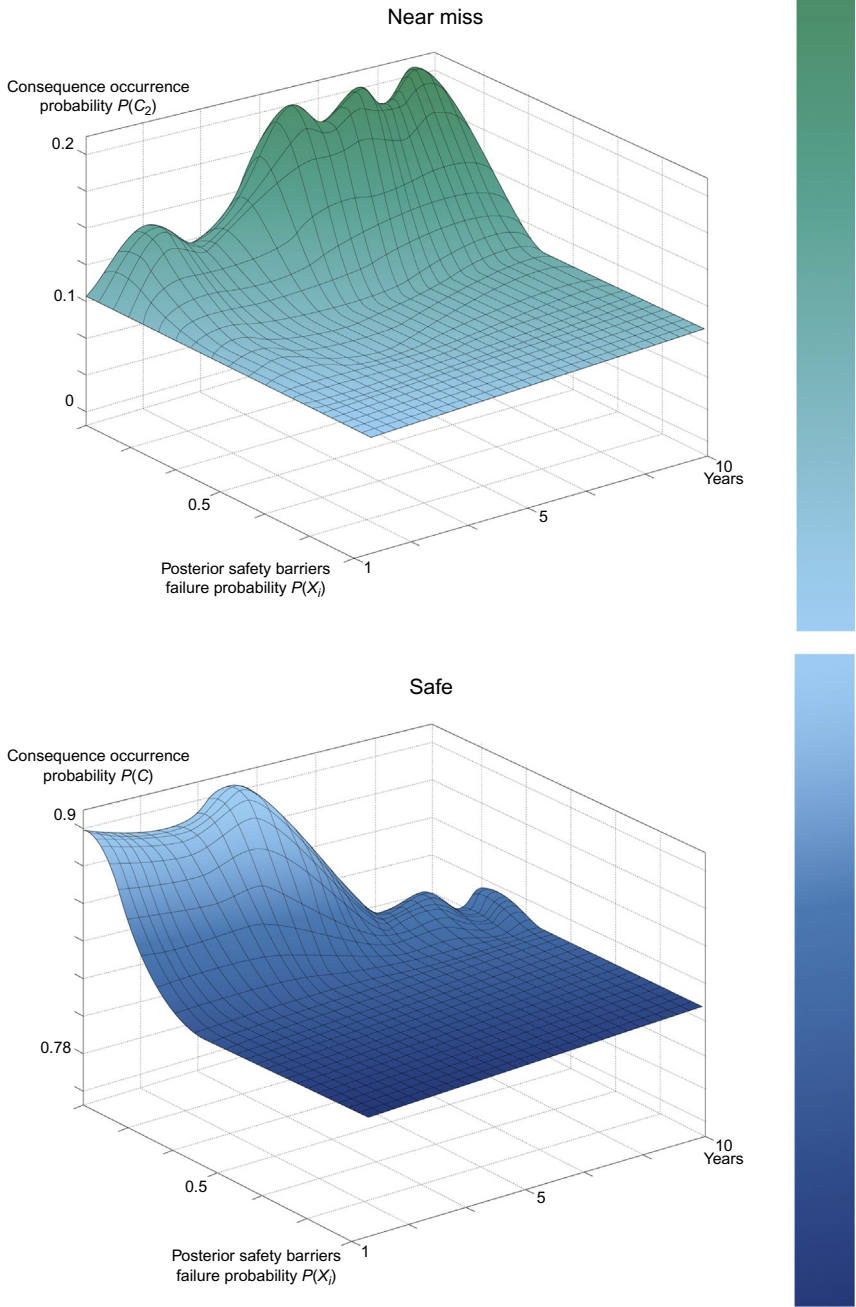 Near miss
Consequence occurrence
probability P(C₂)
0.2
0.1
0
0.5
1
5
10
Years
Posterior safety barriers
failure probability P(Xᵢ)
Safe
Consequence occurrence
probability P(C)
0.9
0.78
0.5
1
5
10
Years
Posterior safety barriers
failure probability P(Xᵢ)